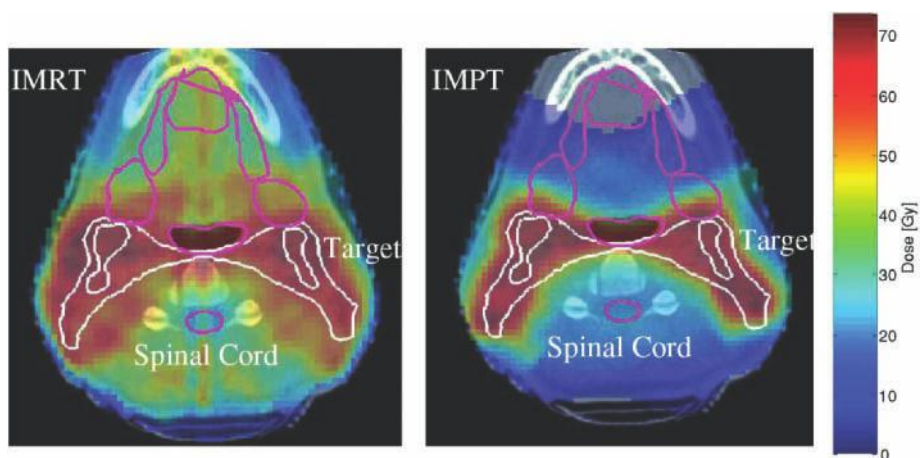 IMRT
Target
Spinal Cord
IMPT
Target
Spinal Cord
70
60
50
40
30
20
10
0
Dose [Gy]